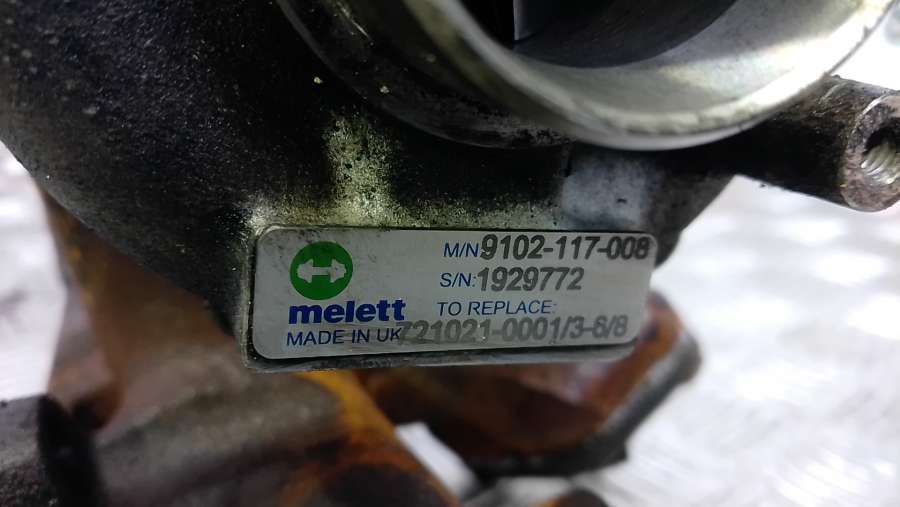 M/N 9102-117-008
S/N: 1929772
melett
TO REPLACE:
MADE IN UK 721021-0001/3-6/8